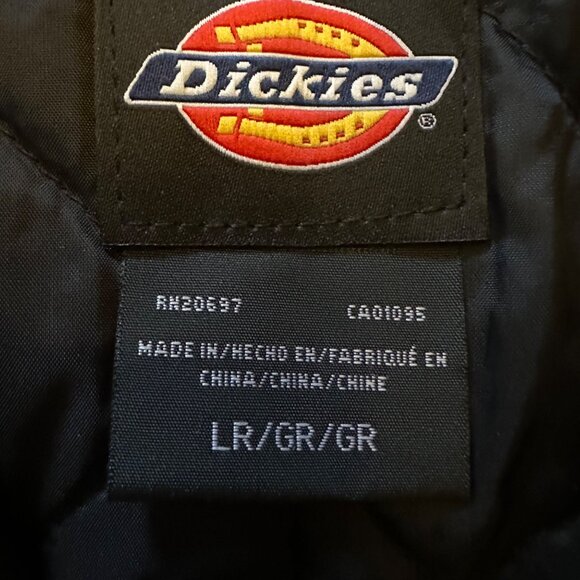 Dickies
®
RN20697 CA01095
MADE IN/HECHO EN/FABRIQUÉ EN
CHINA/CHINA/CHINE
LR/GR/GR